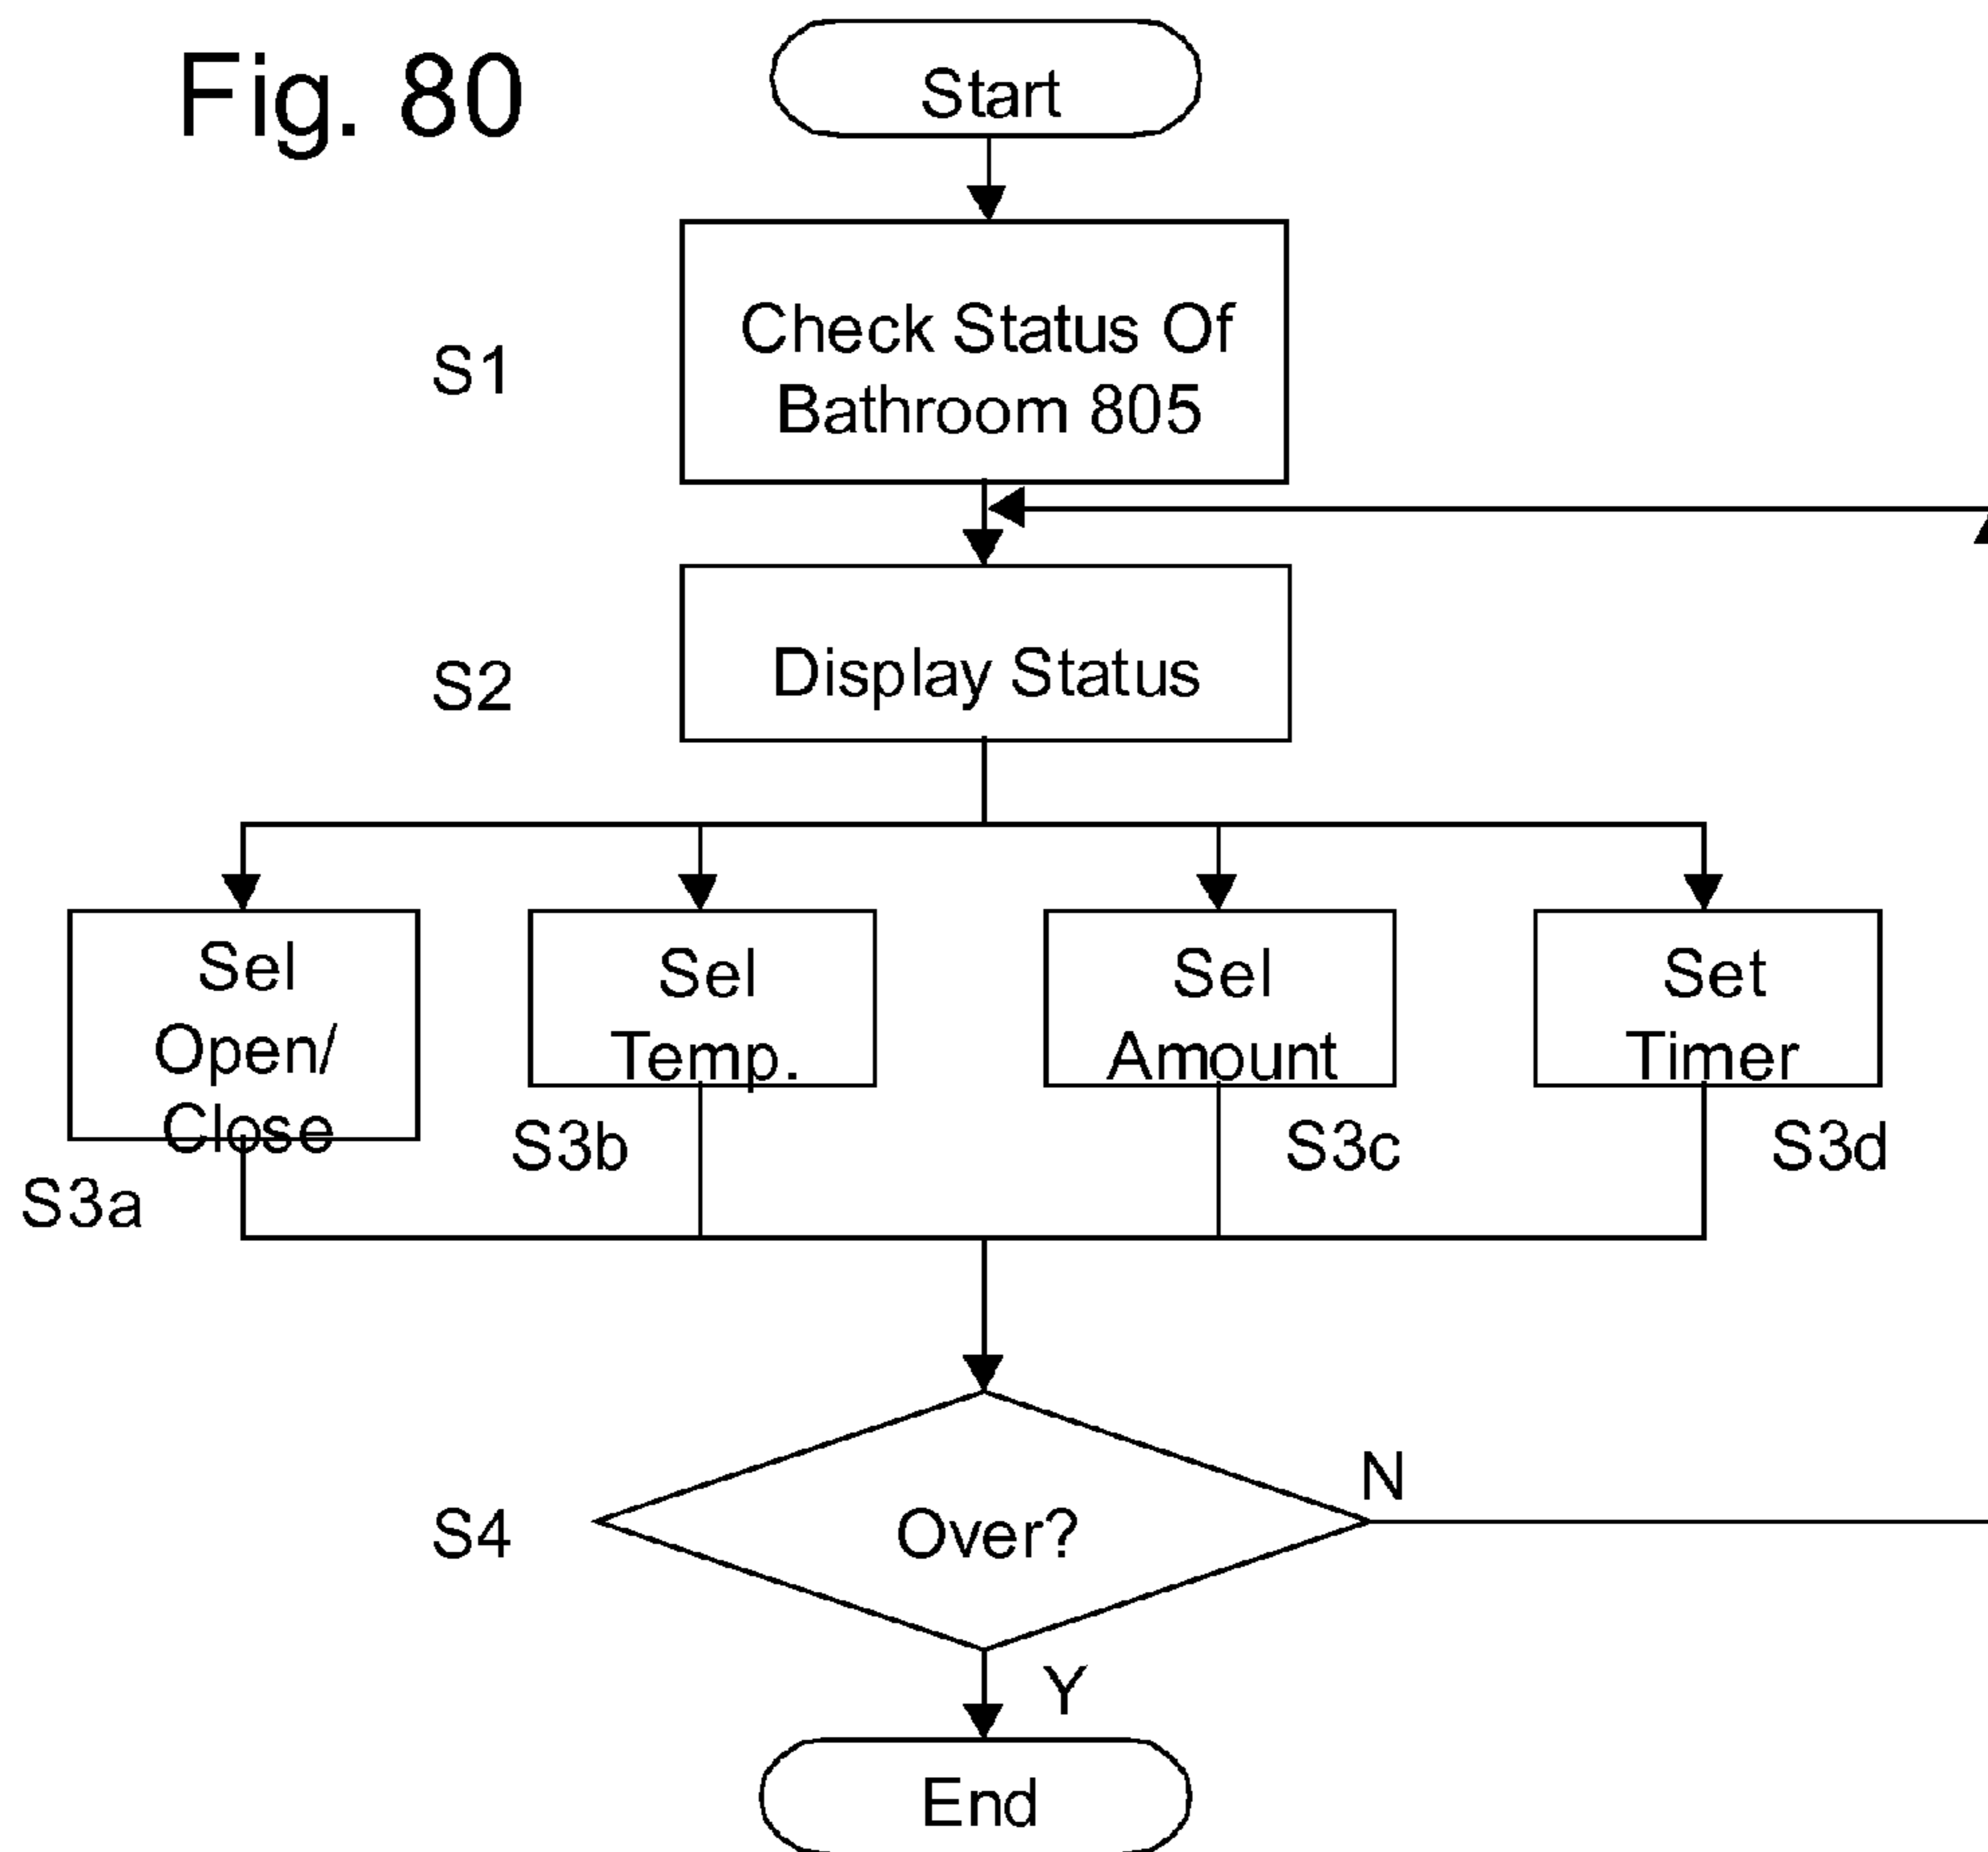 Fig. 80
Start
S1
Check Status Of
Bathroom 805
S2
Display Status
Sel
Open/
Close
S3a
Sel
Temp.
S3b
Sel
Amount
S3c
Set
Timer
S3d
S4
Over?
N
Y
End